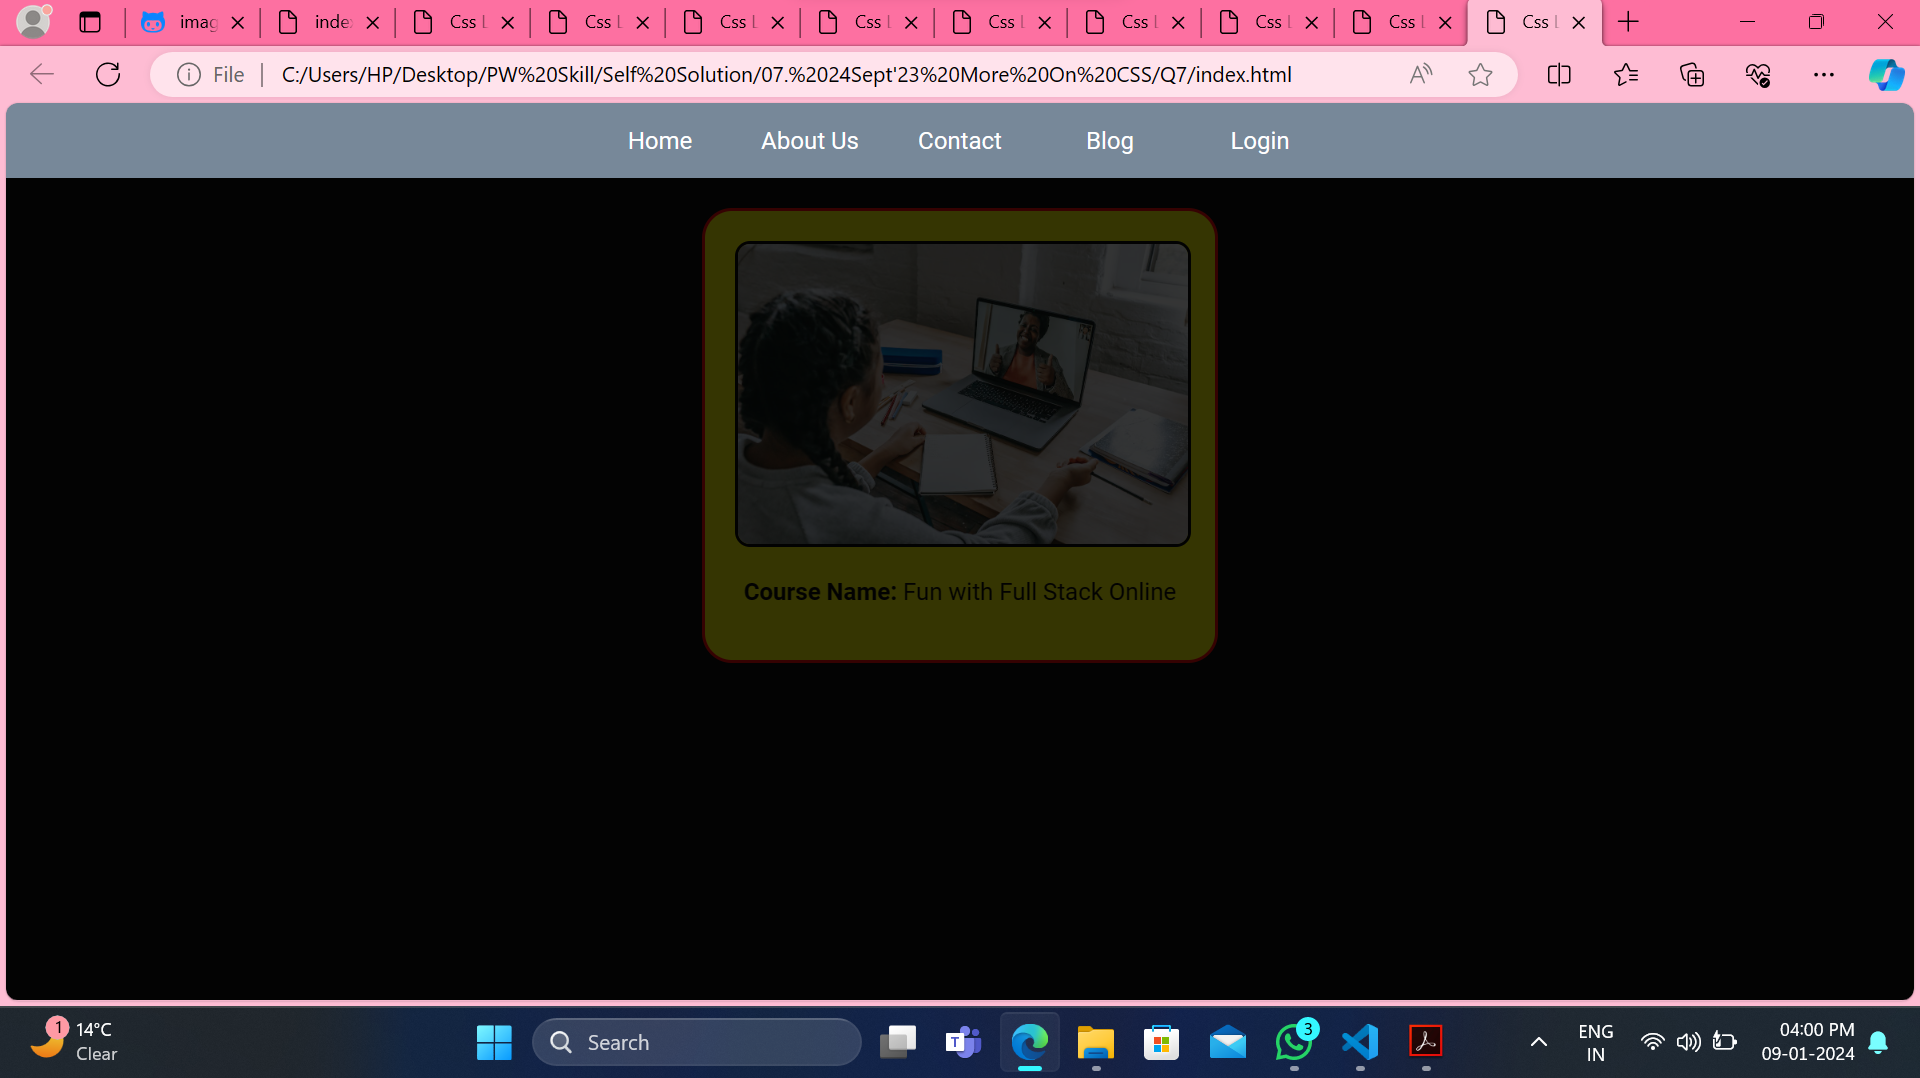 imag
index
Css L
Css L
Css L
Css L
Css L
Css L
Css L
Css L
Css L
File
C:/Users/HP/Desktop/PW%20Skill/Self%20Solution/07.%2024Sept'23%20More%20On%20CSS/Q7/index.html
Home About Us Contact Blog Login
Course Name: Fun with Full Stack Online
1
14°C
Clear
Search
T
3
ENG
IN
04:00 PM
09-01-2024